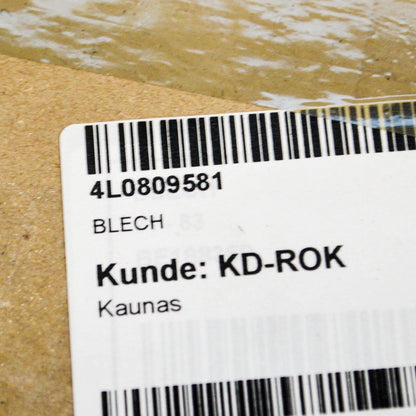 4L0809581
BLECH
Kunde: KD-ROK
Kaunas